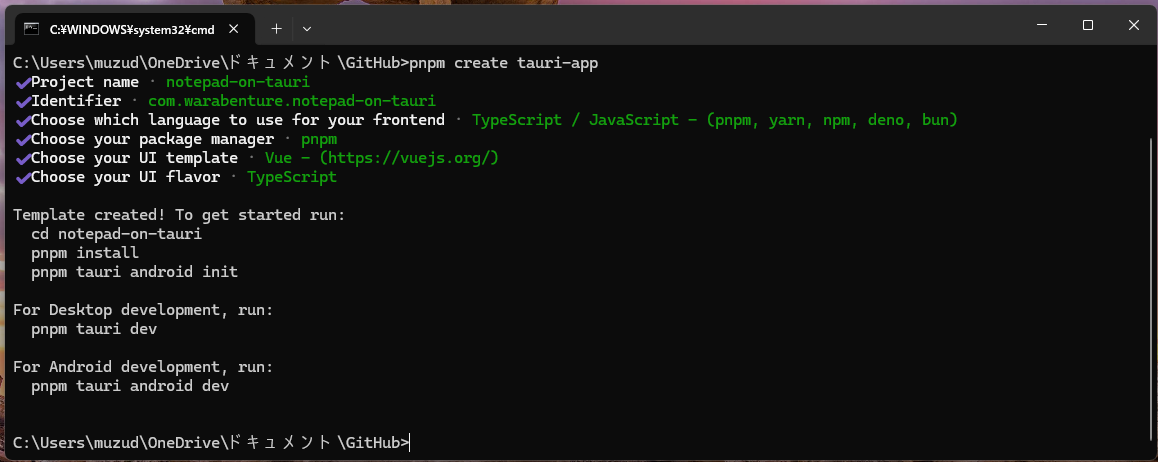 C:¥WINDOWS¥system32¥cmd
C:\Users\muzud\OneDrive\ドキュメント\GitHub>pnpm create tauri-app
✔Project name · notepad-on-tauri
✔Identifier · com.warabenture.notepad-on-tauri
✔Choose which language to use for your frontend · TypeScript / JavaScript - (pnpm, yarn, npm, deno, bun)
✔Choose your package manager · pnpm
✔Choose your UI template · Vue - (https://vuejs.org/)
✔Choose your UI flavor · TypeScript
Template created! To get started run:
cd notepad-on-tauri
pnpm install
pnpm tauri android init
For Desktop development, run:
pnpm tauri dev
For Android development, run:
pnpm tauri android dev
C:\Users\muzud\OneDrive\ドキュメント\GitHub>